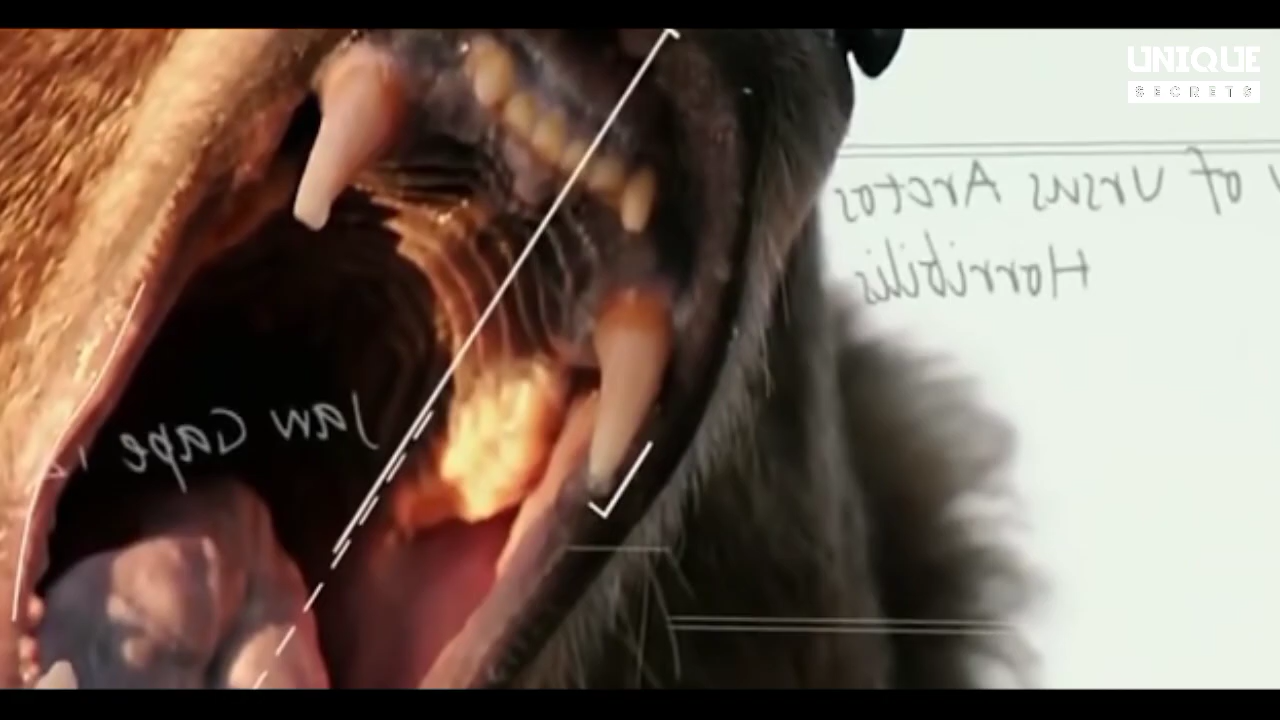 UNIQUE
SECRETS
of Ursus Arctos
Horribilis
Jaw Gape